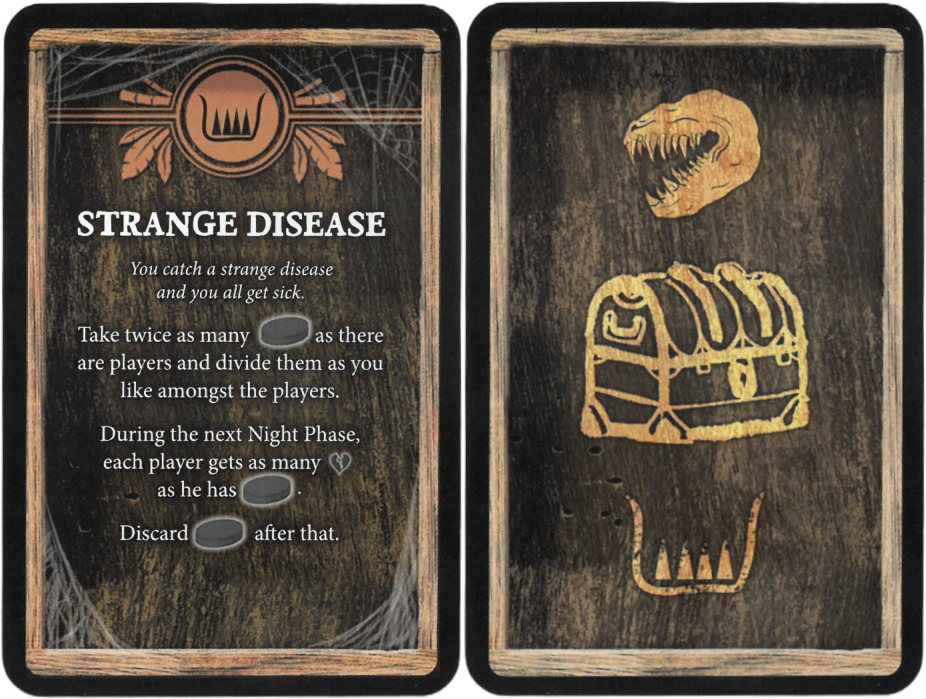 STRANGE DISEASE
You catch a strange disease
and you all get sick.
Take twice as many as there
are players and divide them as you
like amongst the players.
During the next Night Phase,
each player gets as many
as he has .
Discard after that.